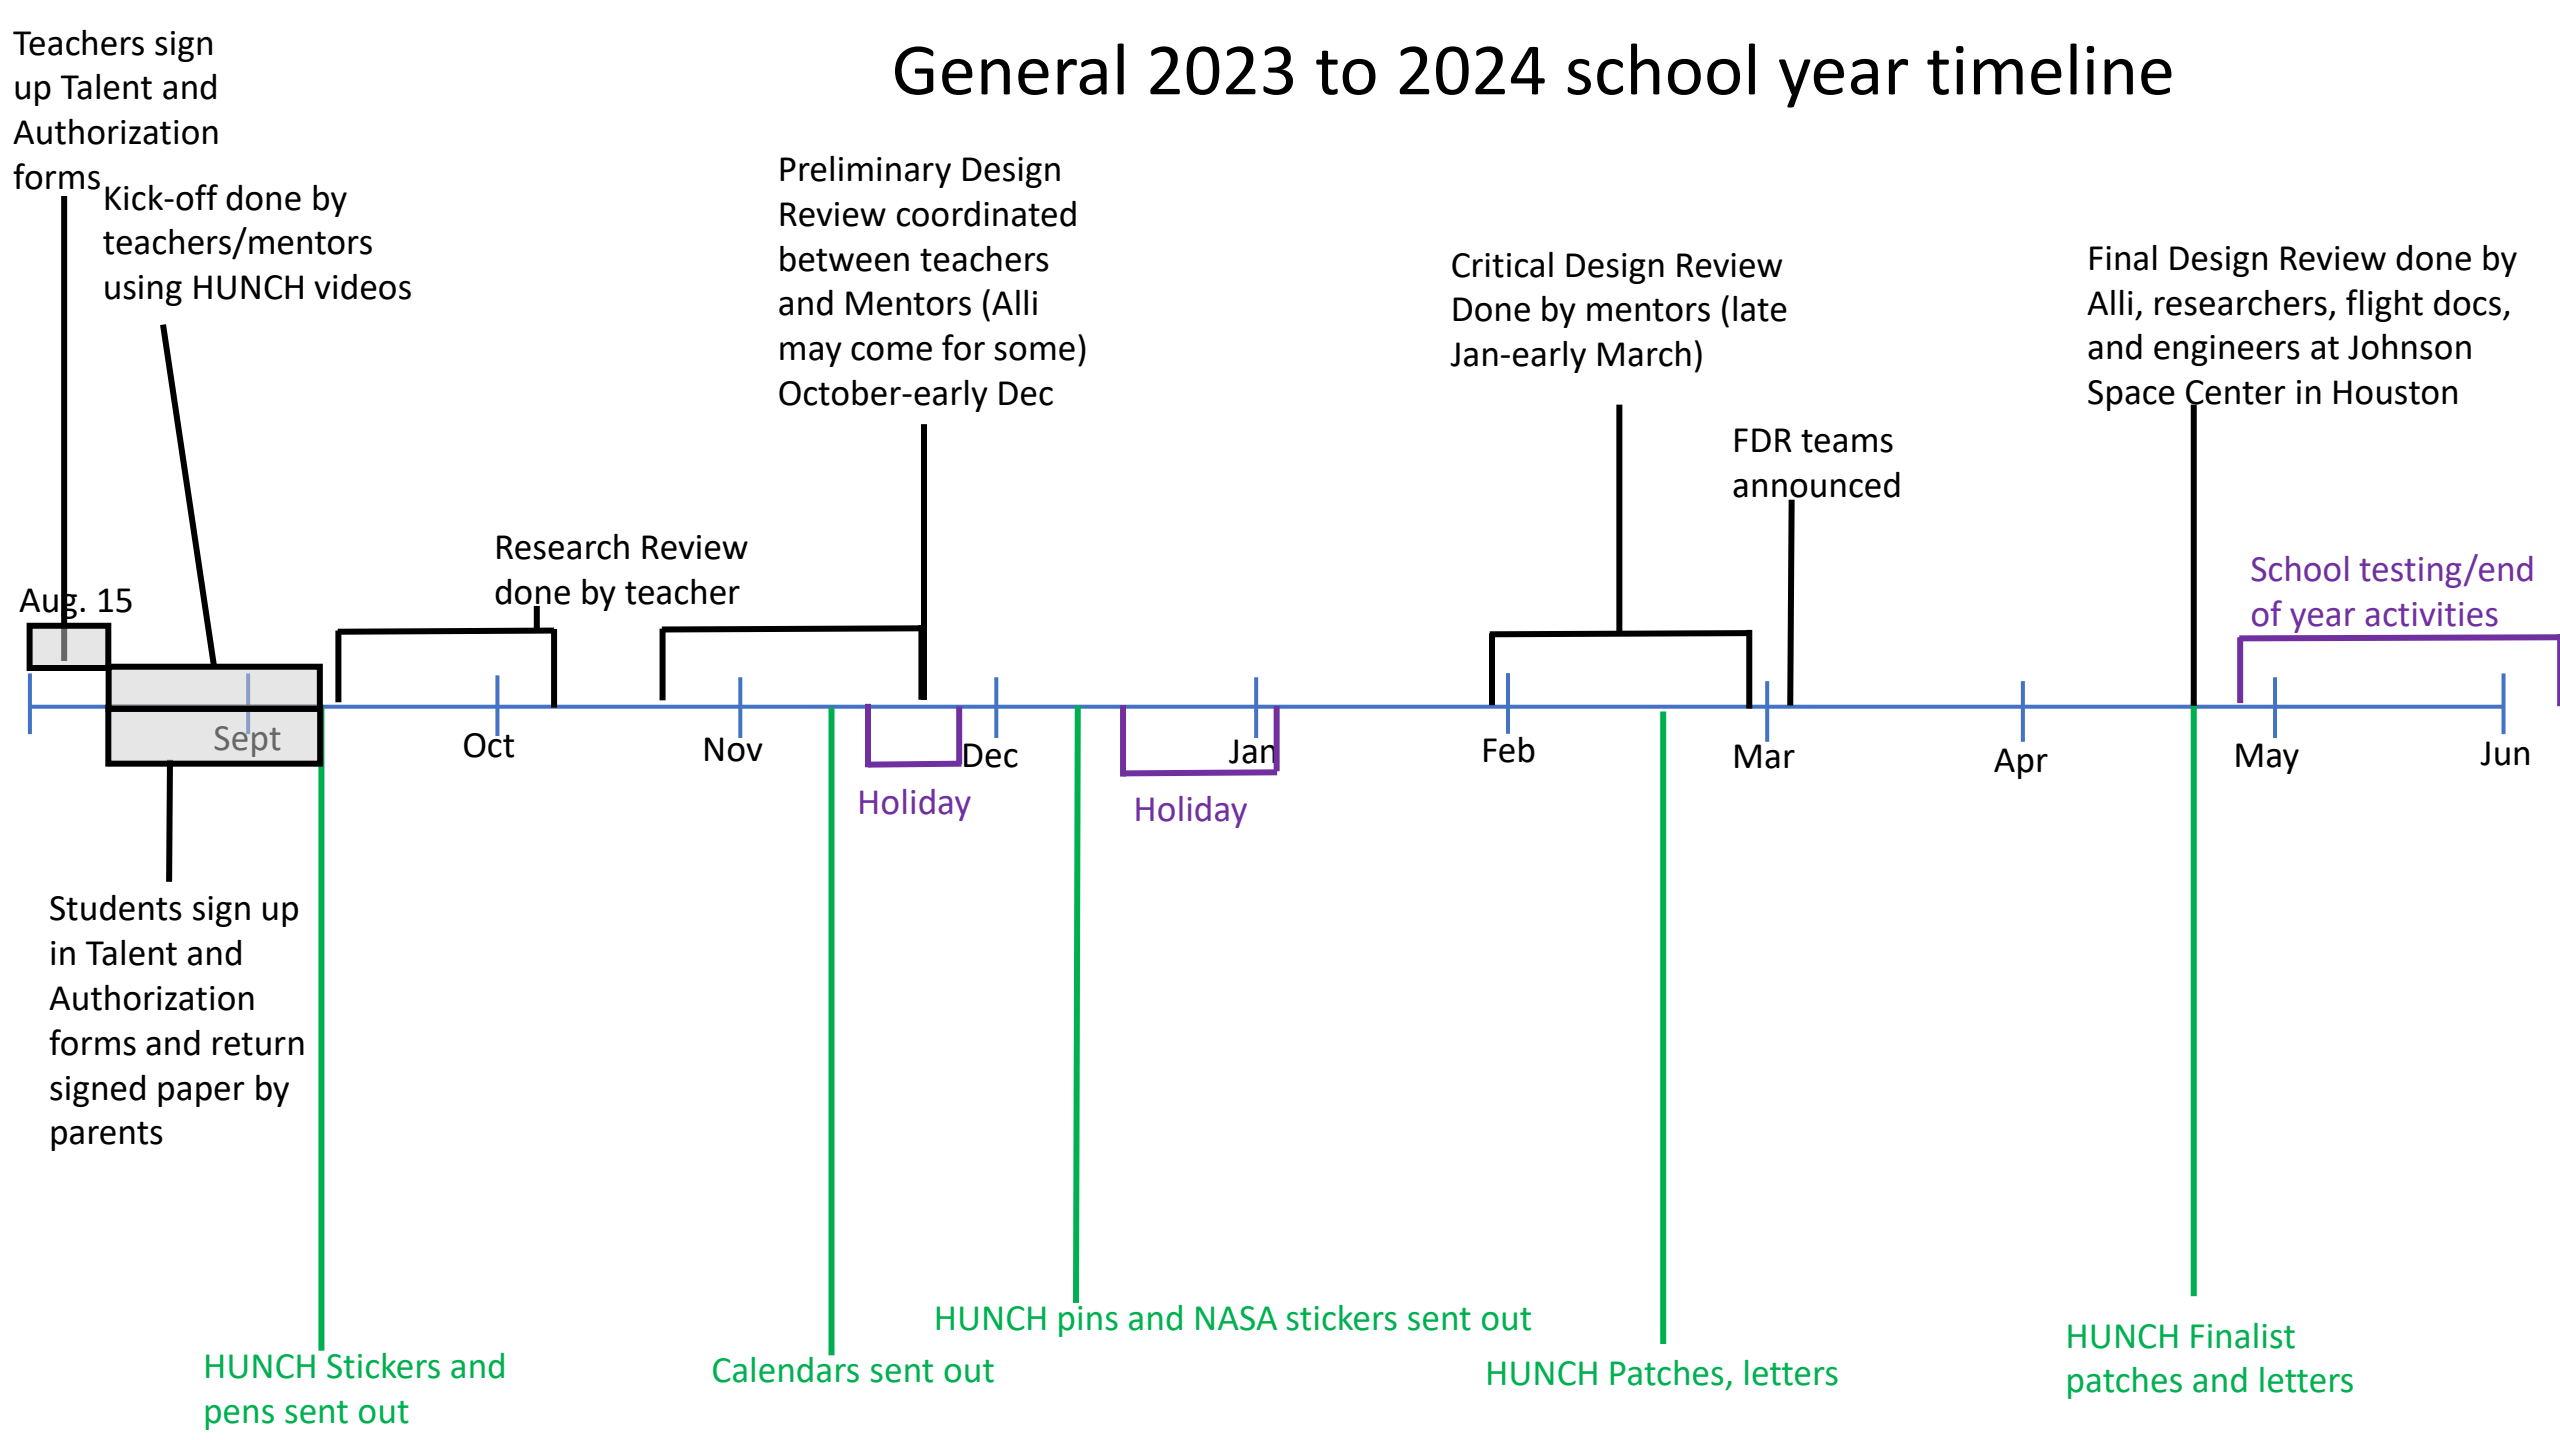 General 2023 to 2024 school year timeline
Teachers sign
up Talent and
Authorization
forms
Kick-off done by
teachers/mentors
using HUNCH videos
Preliminary Design
Review coordinated
between teachers
and Mentors (Alli
may come for some)
October-early Dec
Critical Design Review
Done by mentors (late
Jan-early March)
Final Design Review done by
Alli, researchers, flight docs,
and engineers at Johnson
Space Center in Houston
FDR teams
announced
Research Review
done by teacher
School testing/end
of year activities
Aug. 15
Sept
Oct
Nov
Dec
Jan
Feb
Mar
Apr
May
Jun
Holiday
Holiday
Students sign up
in Talent and
Authorization
forms and return
signed paper by
parents
HUNCH Stickers and
pens sent out
Calendars sent out
HUNCH pins and NASA stickers sent out
HUNCH Patches, letters
HUNCH Finalist
patches and letters